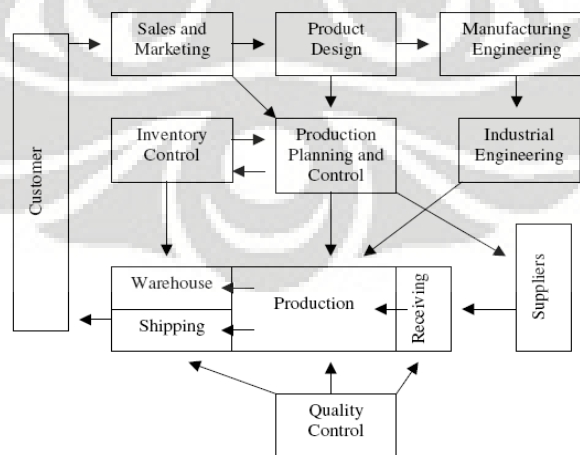 Customer
Sales and
Marketing
Product
Design
Manufacturing
Engineering
Inventory
Control
Production
Planning and
Control
Industrial
Engineering
Warehouse
Shipping
Production
Receiving
Suppliers
Quality
Control